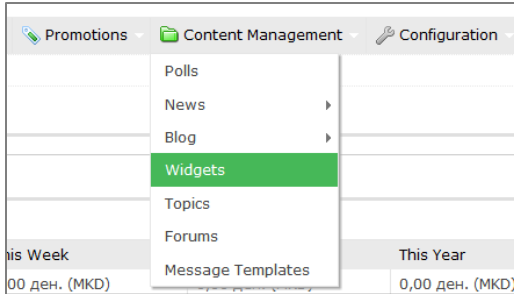 Promotions Content Management Configuration
Polls
News
Blog
Widgets
Topics
Forums
Message Templates
his Week This Year
00 ден. (MKD) 0,00 ден. (MKD)